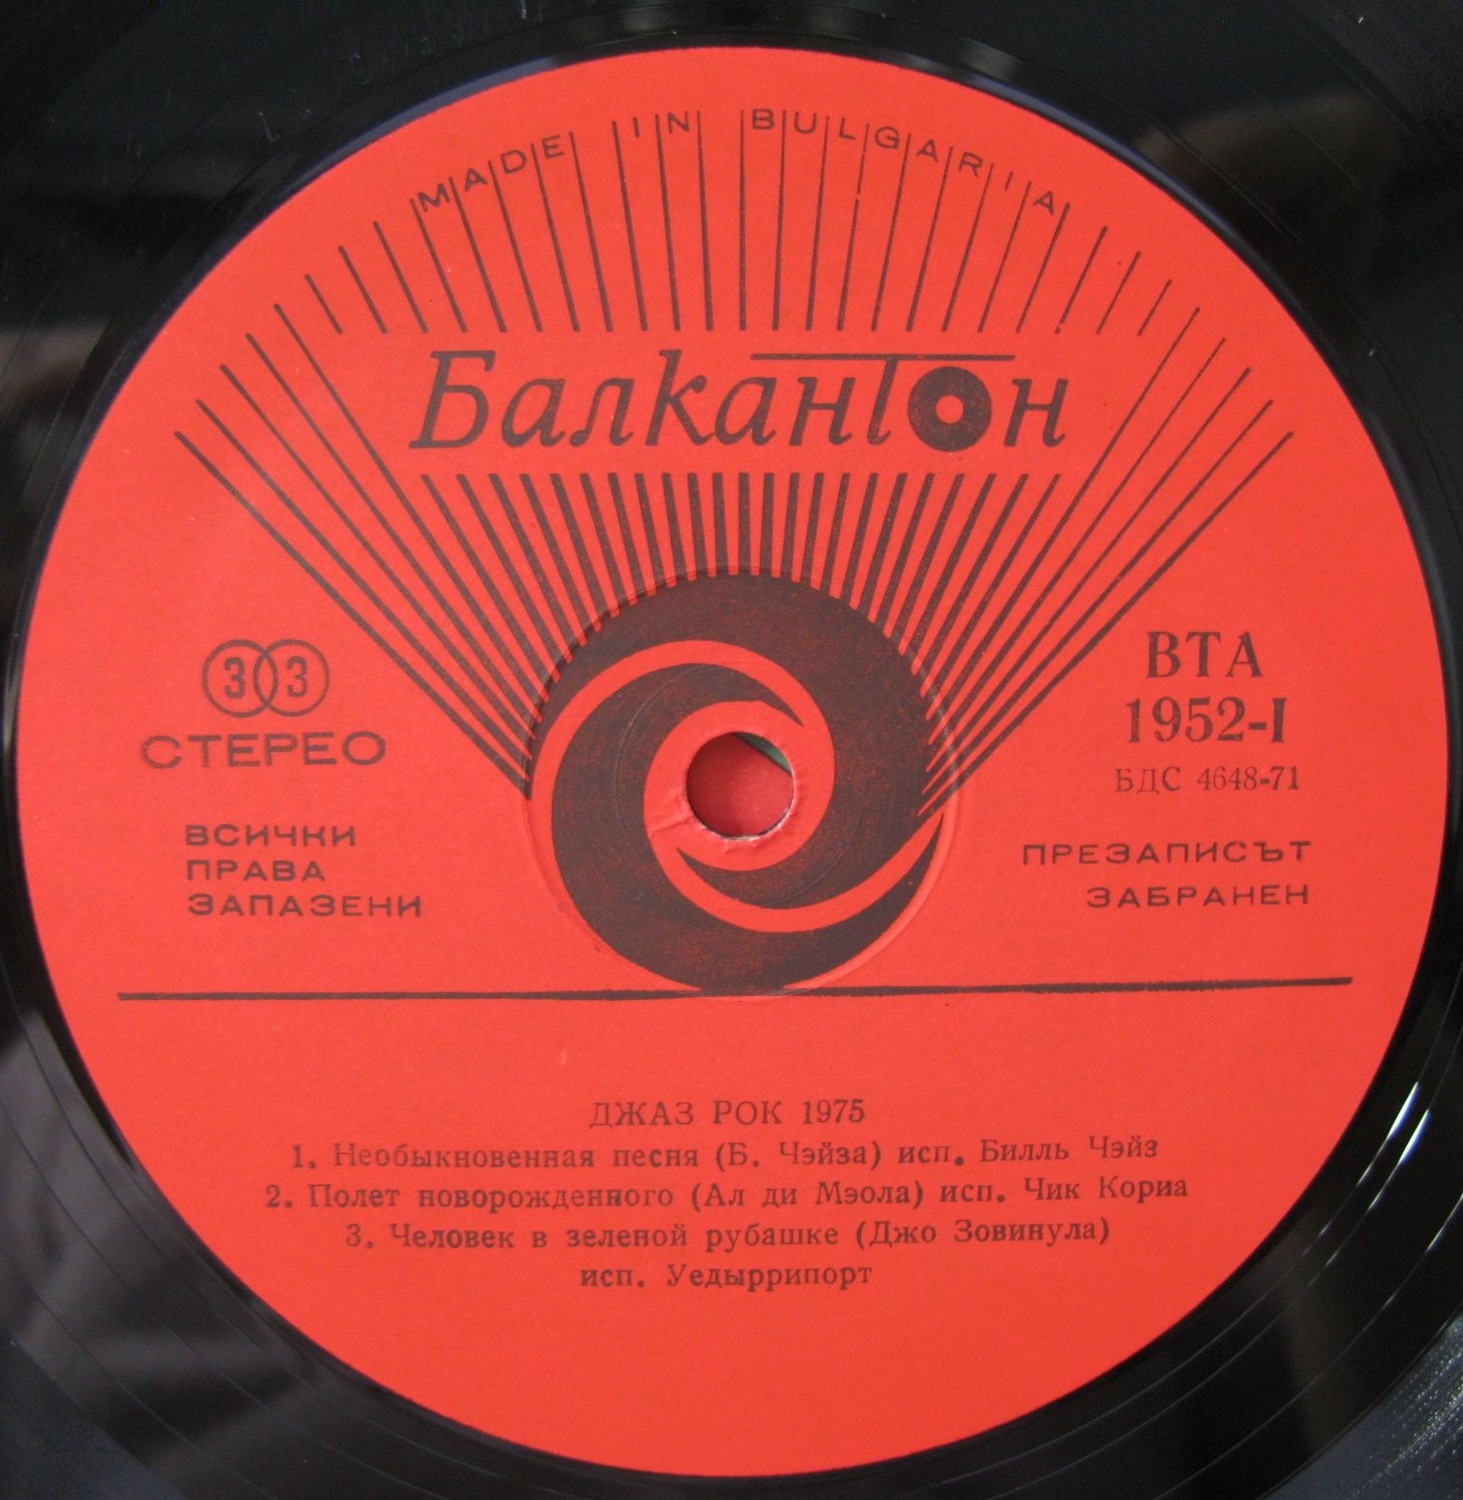 MADE IN BULGARIA
Балкантон
33
СТЕРЕО
ВСИЧКИ
ПРАВА
ЗАПАЗЕНИ
ВТА
1952-I
БДС 4648-71
ПРЕЗАПИСЪТ
ЗАБРАНЕН
ДЖАЗ РОК 1975
1. Необыкновенная песня (Б. Чэйза) исп. Билль Чэйз
2. Полет новорожденного (Ал ди Мэола) исп. Чик Кориа
3. Человек в зеленой рубашке (Джо Зовинула)
исп. Уедыррипорт